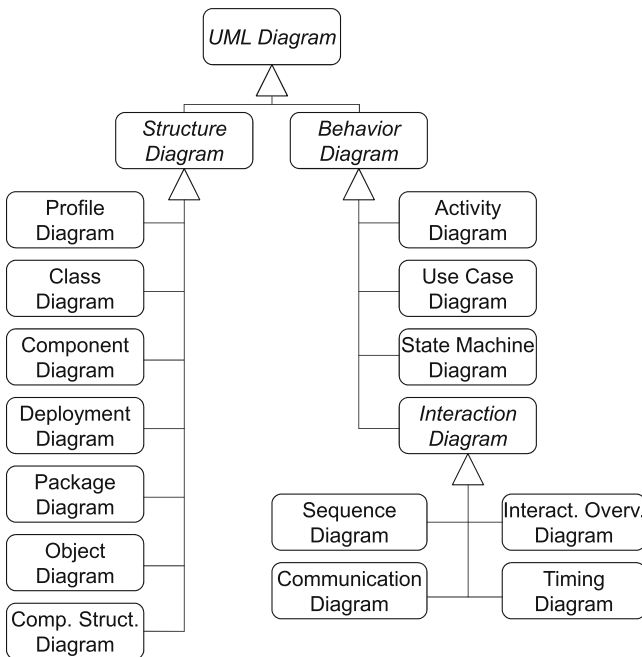 UML Diagram
Structure
Diagram
Behavior
Diagram
Profile
Diagram
Class
Diagram
Component
Diagram
Deployment
Diagram
Package
Diagram
Object
Diagram
Comp. Struct.
Diagram
Activity
Diagram
Use Case
Diagram
State Machine
Diagram
Interaction
Diagram
Sequence
Diagram
Interact. Overv.
Diagram
Communication
Diagram
Timing
Diagram